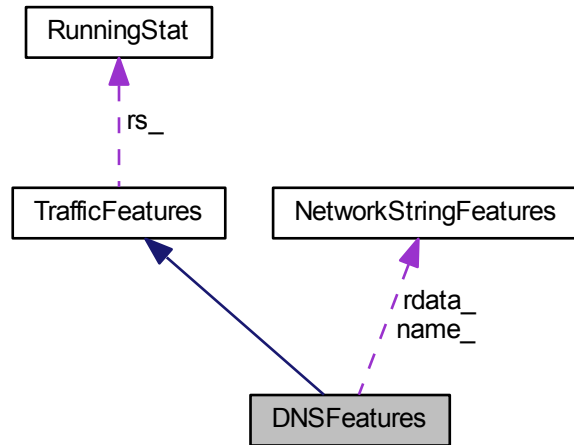 RunningStat
rs_
TrafficFeatures
NetworkStringFeatures
rdata_
name_
DNSFeatures